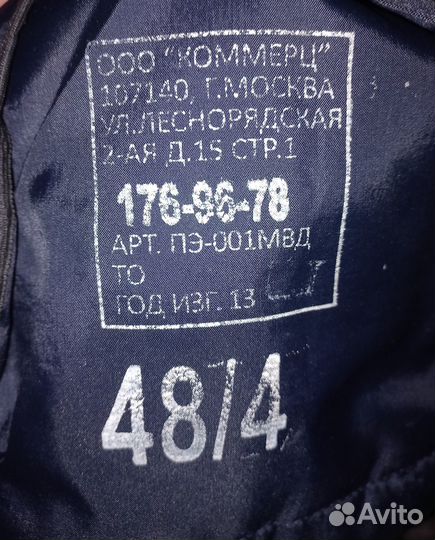 ООО "КОММЕРЦ"
107140, Г.МОСКВА
УЛ.ЛЕСНОРЯДСКАЯ
2-АЯ Д.15 СТР.1
176-96-78
АРТ. ПЭ-001МВД
ТО
ГОД ИЗГ. 13
48/4
Avito